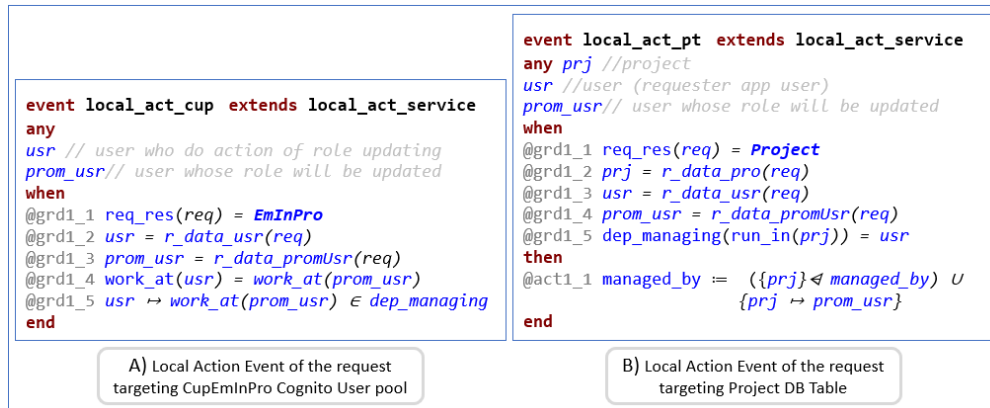 event local_act_cup extends local_act_service
any
usr // user who do action of role updating
prom_usr// user whose role will be updated
when
@grd1_1 req_res(req) = EmInPro
@grd1_2 usr = r_data_usr(req)
@grd1_3 prom_usr = r_data_promUsr(req)
@grd1_4 work_at(usr) = work_at(prom_usr)
@grd1_5 usr ↦ work_at(prom_usr) ∈ dep_managing
end
A) Local Action Event of the request
targeting CupEmInPro Cognito User pool
event local_act_pt extends local_act_service
any prj //project
usr //user (requester app user)
prom_usr// user whose role will be updated
when
@grd1_1 req_res(req) = Project
@grd1_2 prj = r_data_pro(req)
@grd1_3 usr = r_data_usr(req)
@grd1_4 prom_usr = r_data_promUsr(req)
@grd1_5 dep_managing(run_in(prj)) = usr
then
@act1_1 managed_by ≔ ({prj}⩤ managed_by) ∪
{prj ↦ prom_usr}
end
B) Local Action Event of the request
targeting Project DB Table